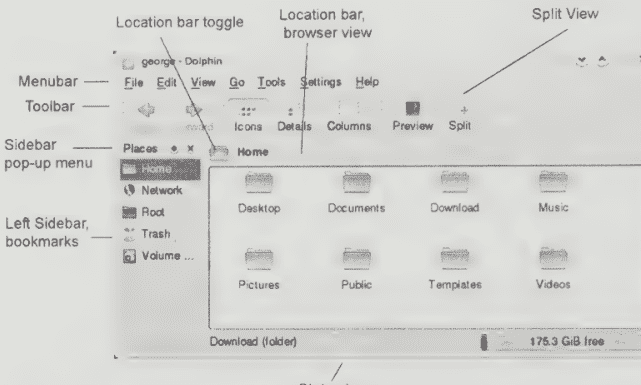 Location bar toggle
Location bar,
browser view
Split View
george - Dolphin
Menubar
File Edit View Go Tools Settings Help
Toolbar
Icons Details Columns Preview Split
Sidebar
pop-up menu
Places
Home
Home
Network
Root
Trash
Volume ...
Left Sidebar,
bookmarks
Desktop Documents Download Music
Pictures Public Templates Videos
Download (folder) 175.3 GiB free